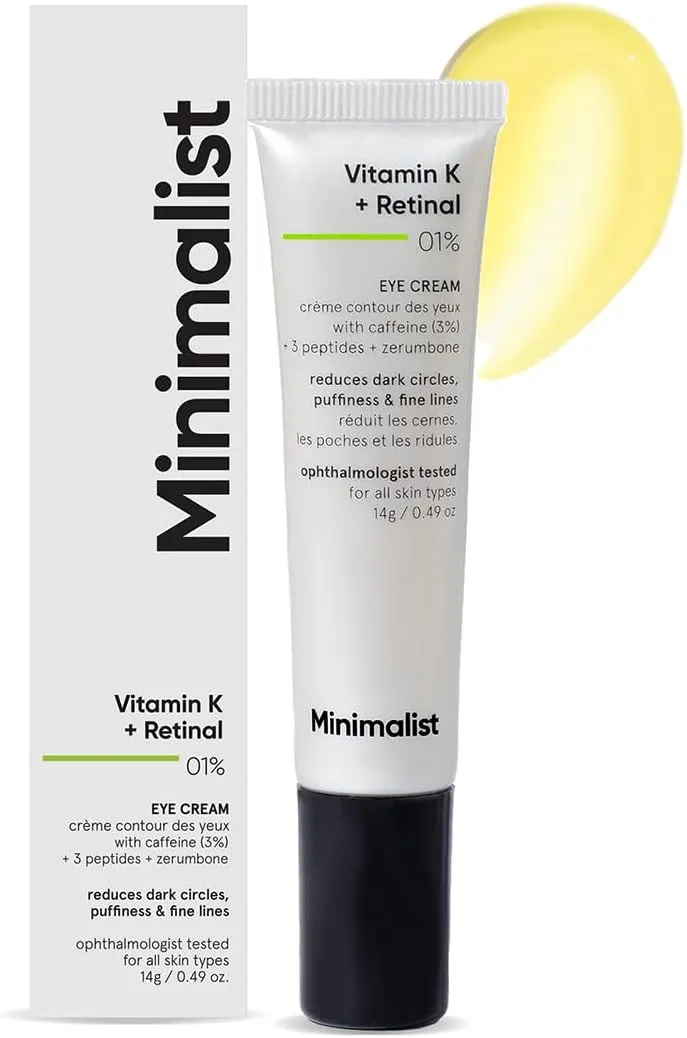 Minimalist
Vitamin K
+ Retinal
01%
EYE CREAM
crème contour des yeux
with caffeine (3%)
+ 3 peptides + zerumbone
reduces dark circles,
puffiness & fine lines
ophthalmologist tested
for all skin types
14g / 0.49 oz.
Vitamin K
+ Retinal
01%
EYE CREAM
crème contour des yeux
with caffeine (3%)
+ 3 peptides + zerumbone
reduces dark circles,
puffiness & fine lines
réduit les cernes,
les poches et les ridules
ophthalmologist tested
for all skin types
14g / 0.49 oz
Minimalist